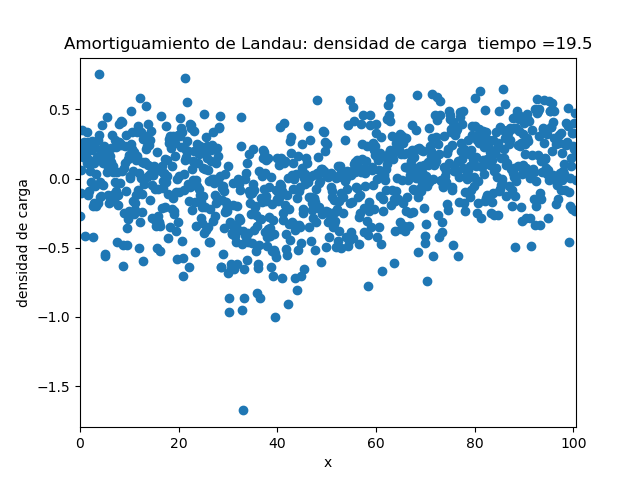 Amortiguamiento de Landau: densidad de carga  tiempo =19.5
densidad de carga
0.5
0.0
−0.5
−1.0
−1.5
0 20 40 60 80 100
x